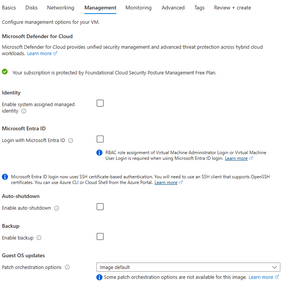 Basics Disks Networking Management Monitoring Advanced Tags Review + create
Configure management options for your VM.
Microsoft Defender for Cloud
Microsoft Defender for Cloud provides unified security management and advanced threat protection across hybrid cloud
workloads. Learn more
Your subscription is protected by Foundational Cloud Security Posture Management Free Plan.
Identity
Enable system assigned managed
identity
Microsoft Entra ID
Login with Microsoft Entra ID
RBAC role assignment of Virtual Machine Administrator Login or Virtual Machine
User Login is required when using Microsoft Entra ID login. Learn more
Microsoft Entra ID login now uses SSH certificate-based authentication. You will need to use an SSH client that supports OpenSSH
certificates. You can use Azure CLI or Cloud Shell from the Azure Portal. Learn more
Auto-shutdown
Enable auto-shutdown
Backup
Enable backup
Guest OS updates
Patch orchestration options
Image default
Some patch orchestration options are not available for this image. Learn more